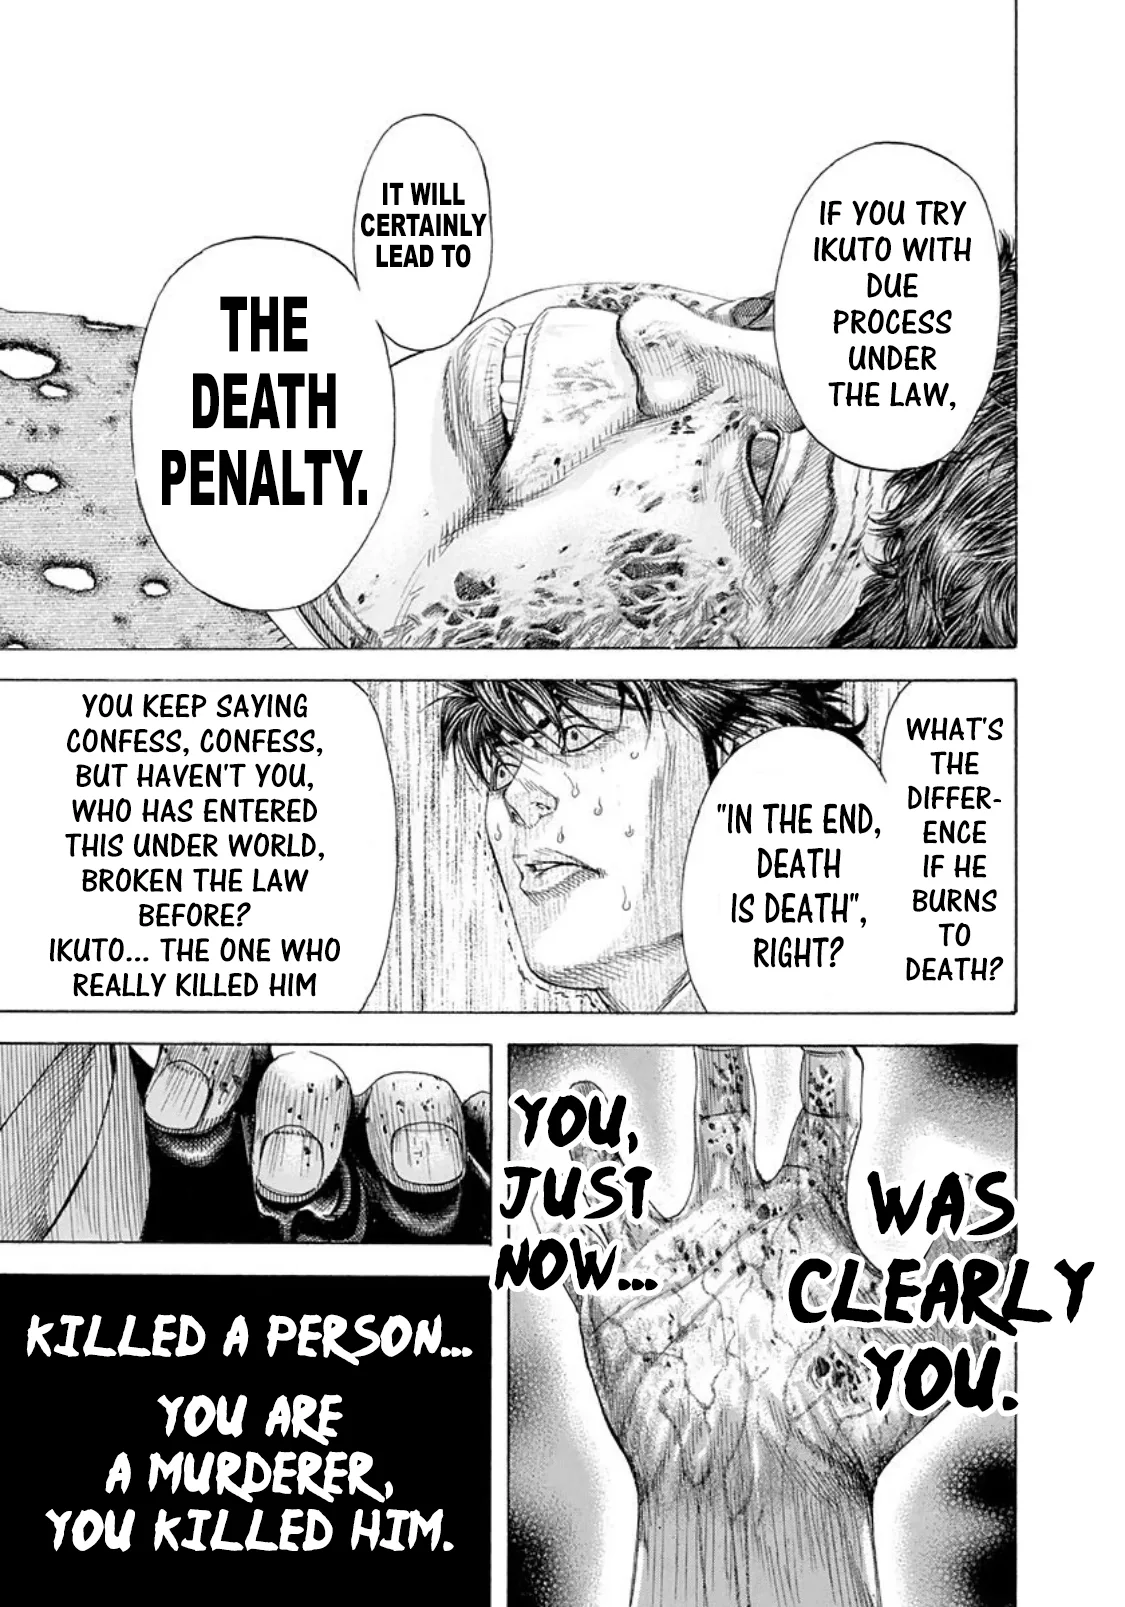 IF YOU TRY
IKUTO WITH
DUE
PROCESS
UNDER
THE LAW,
IT WILL
CERTAINLY
LEAD TO
THE
DEATH
PENALTY.
WHAT'S
THE
DIFFER-
ENCE
IF HE
BURNS
TO
DEATH?
"IN THE END,
DEATH
IS DEATH",
RIGHT?
YOU KEEP SAYING
CONFESS, CONFESS,
BUT HAVEN'T YOU,
WHO HAS ENTERED
THIS UNDER WORLD,
BROKEN THE LAW
BEFORE?
IKUTO... THE ONE WHO
REALLY KILLED HIM
WAS
CLEARLY
YOU.
YOU,
JUST
NOW...
KILLED A PERSON...
YOU ARE
A MURDERER,
YOU KILLED HIM.